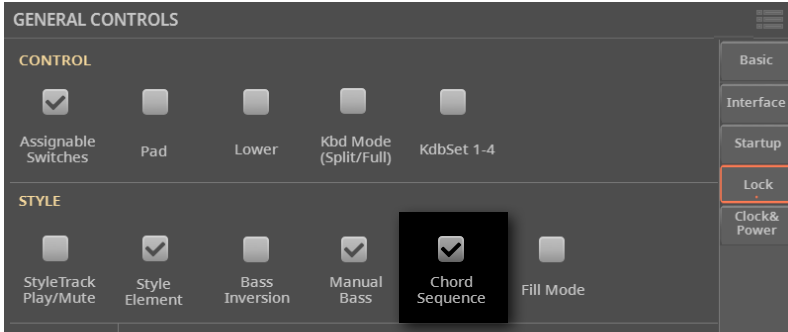 GENERAL CONTROLS
Basic
CONTROL
Interface
Assignable
Switches
Pad
Lower
Kbd Mode
(Split/Full)
KdbSet 1-4
Startup
Lock
STYLE
Clock&
Power
StyleTrack
Play/Mute
Style
Element
Bass
Inversion
Manual
Bass
Chord
Sequence
Fill Mode